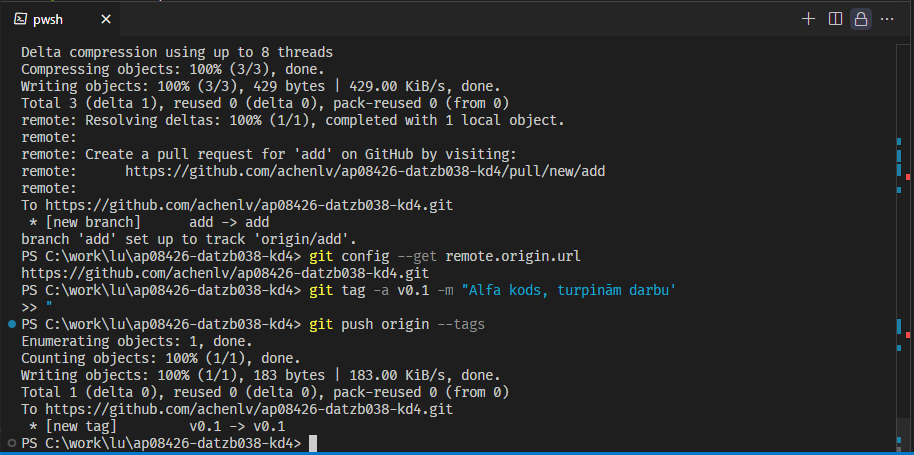 pwsh
Delta compression using up to 8 threads
Compressing objects: 100% (3/3), done.
Writing objects: 100% (3/3), 429 bytes | 429.00 KiB/s, done.
Total 3 (delta 1), reused 0 (delta 0), pack-reused 0 (from 0)
remote: Resolving deltas: 100% (1/1), completed with 1 local object.
remote:
remote: Create a pull request for 'add' on GitHub by visiting:
remote:      https://github.com/achenlv/ap08426-datzb038-kd4/pull/new/add
remote:
To https://github.com/achenlv/ap08426-datzb038-kd4.git
 * [new branch]      add -> add
branch 'add' set up to track 'origin/add'.
PS C:\work\lu\ap08426-datzb038-kd4> git config --get remote.origin.url
https://github.com/achenlv/ap08426-datzb038-kd4.git
PS C:\work\lu\ap08426-datzb038-kd4> git tag -a v0.1 -m "Alfa kods, turpinām darbu'
>> "
PS C:\work\lu\ap08426-datzb038-kd4> git push origin --tags
Enumerating objects: 1, done.
Counting objects: 100% (1/1), done.
Writing objects: 100% (1/1), 183 bytes | 183.00 KiB/s, done.
Total 1 (delta 0), reused 0 (delta 0), pack-reused 0 (from 0)
To https://github.com/achenlv/ap08426-datzb038-kd4.git
 * [new tag]         v0.1 -> v0.1
PS C:\work\lu\ap08426-datzb038-kd4>